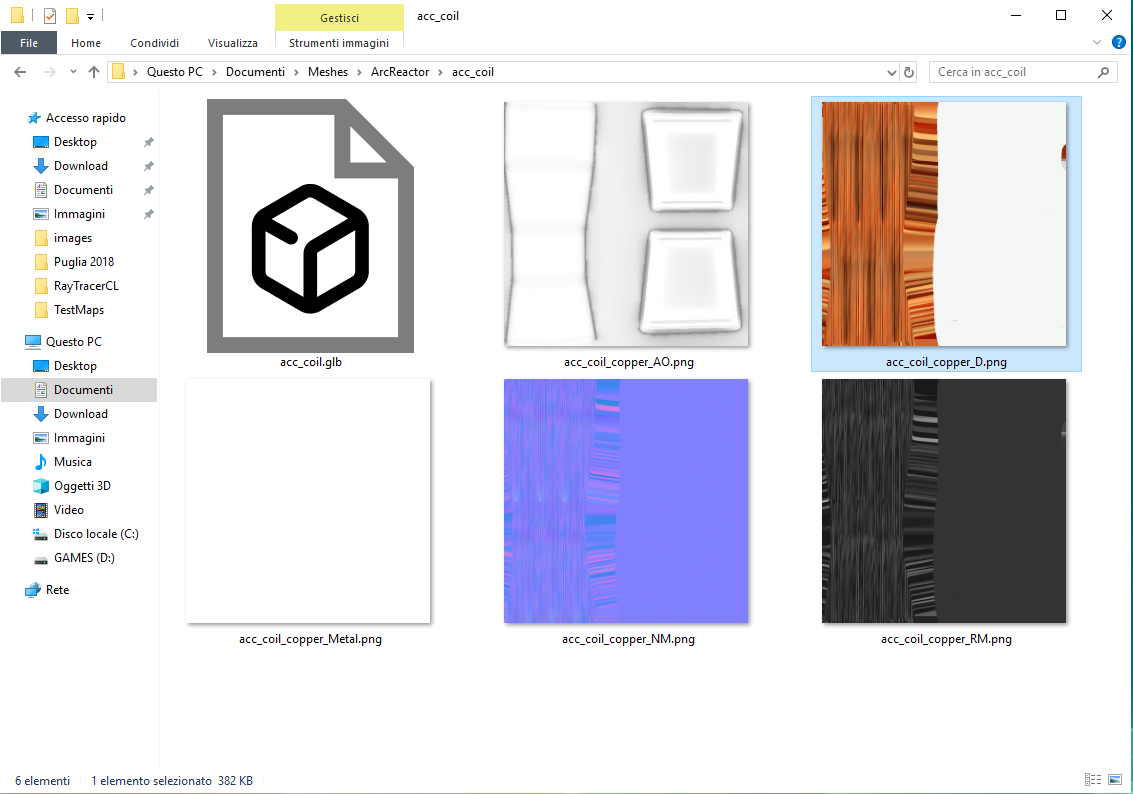 Gestisci
acc_coil
File
Home
Condividi
Visualizza
Strumenti immagini
?
Questo PC
Documenti
Meshes
ArcReactor
acc_coil
Cerca in acc_coil
Accesso rapido
Desktop
Download
Documenti
Immagini
images
Puglia 2018
RayTracerCL
TestMaps
Questo PC
Desktop
Documenti
Download
Immagini
Musica
Oggetti 3D
Video
Disco locale (C:)
GAMES (D:)
Rete
acc_coil.glb
acc_coil_copper_AO.png
acc_coil_copper_D.png
acc_coil_copper_Metal.png
acc_coil_copper_NM.png
acc_coil_copper_RM.png
6 elementi
1 elemento selezionato 382 KB